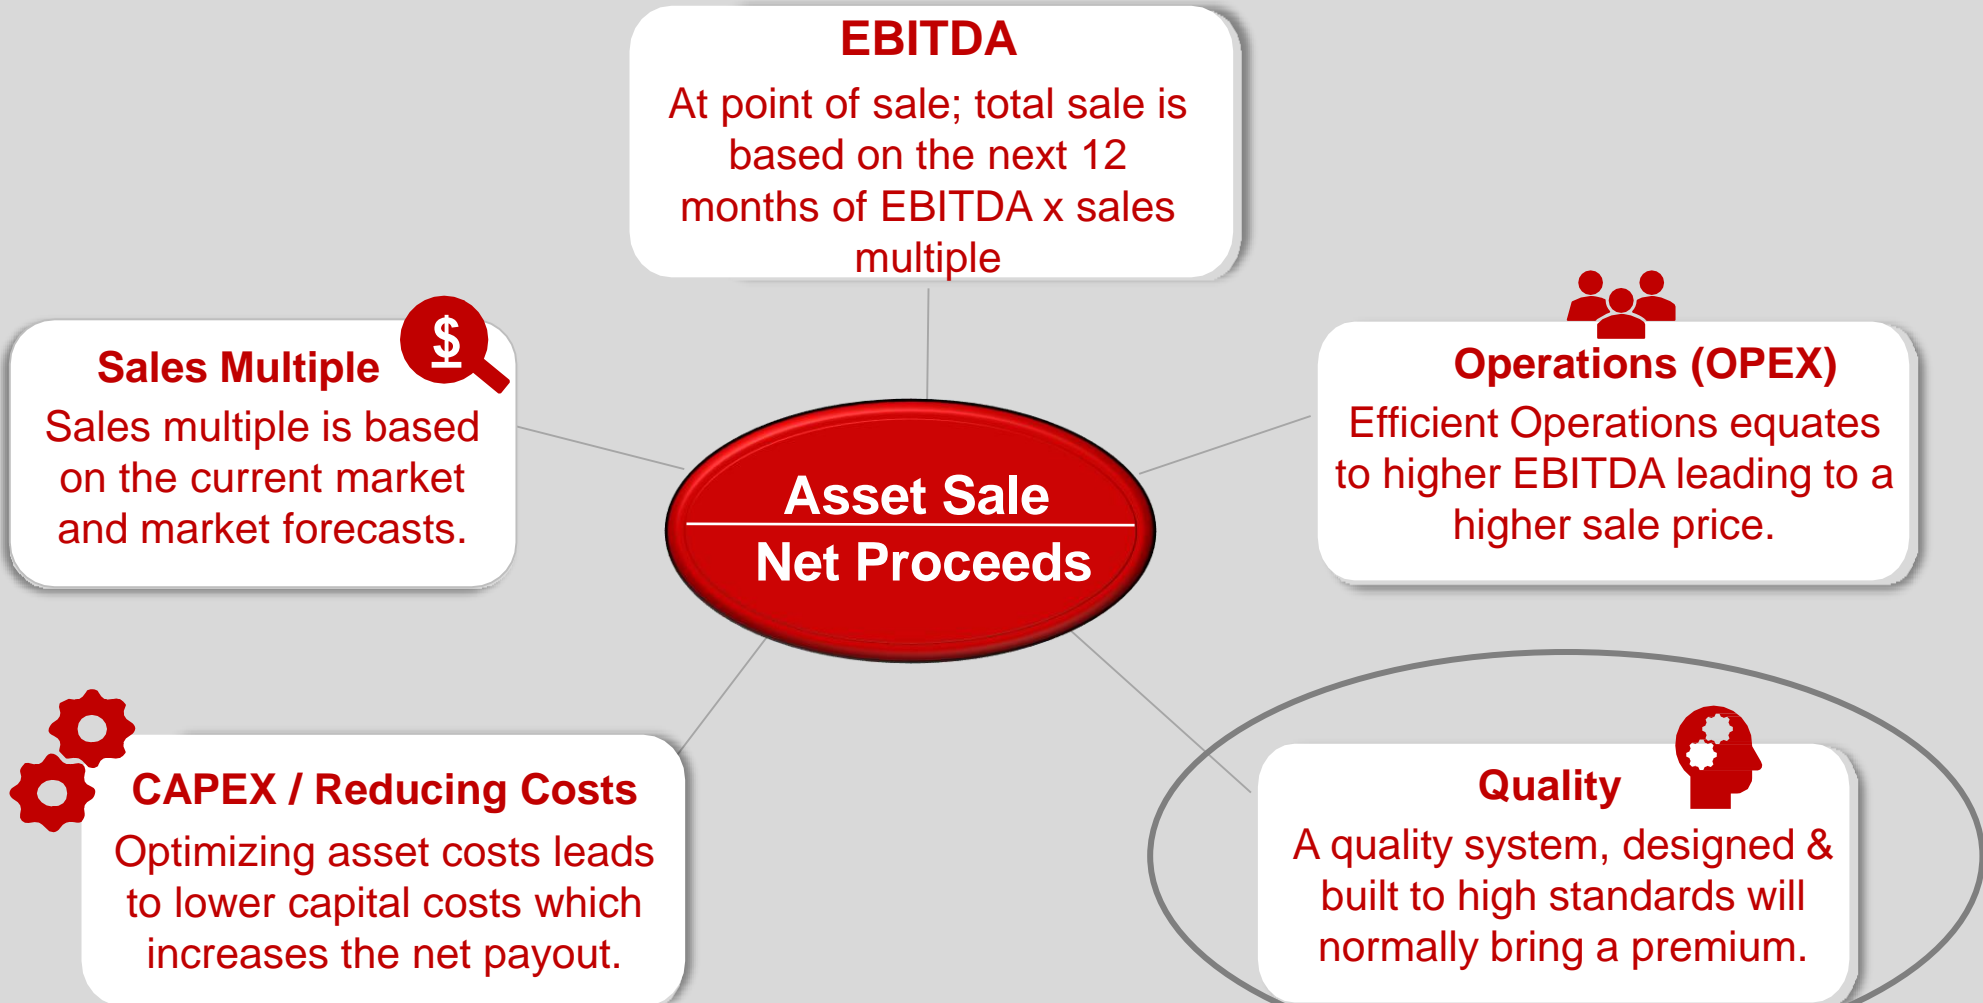 EBITDA
At point of sale; total sale is
based on the next 12
months of EBITDA x sales
multiple
$
Sales Multiple
Sales multiple is based
on the current market
and market forecasts.
Operations (OPEX)
Efficient Operations equates
to higher EBITDA leading to a
higher sale price.
Asset Sale
Net Proceeds
CAPEX / Reducing Costs
Optimizing asset costs leads
to lower capital costs which
increases the net payout.
Quality
A quality system, designed &
built to high standards will
normally bring a premium.